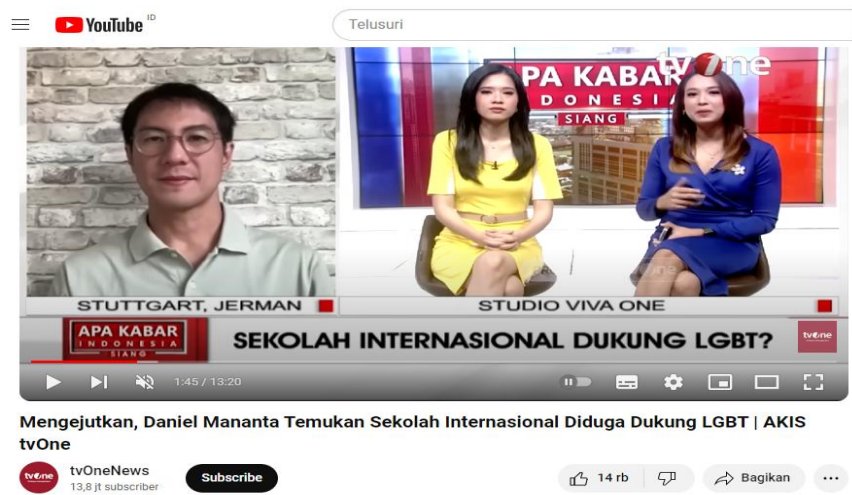 YouTube ID
Telusuri
tvOne
PA KABAR
DONESIA
SIANG
STUTTGART, JERMAN
STUDIO VIVA ONE
APA KABAR
INDONESIA
SIANG
SEKOLAH INTERNASIONAL DUKUNG LGBT?
tvOne
1:45 / 13:20
Mengejutkan, Daniel Mananta Temukan Sekolah Internasional Diduga Dukung LGBT | AKIS
tvOne
tvOne
tvOneNews
13,8 jt subscriber
Subscribe
14 rb
Bagikan